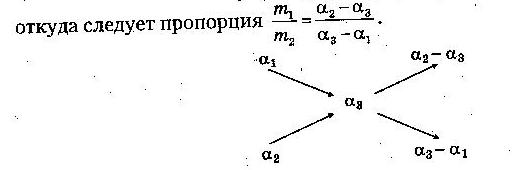 откуда следует пропорция m₁/m₂ = α₂ – α₃/α₃ – α₁.
α₁ α₂ – α₃
α₃
α₂ α₃ – α₁